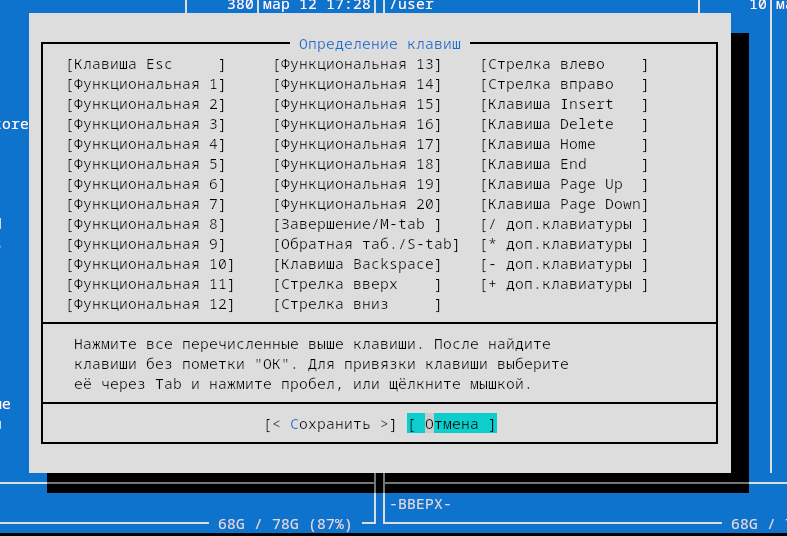 380 мар 12 17:28 /user 10
Определение клавиш
[Клавиша Esc     ] [Функциональная 13] [Стрелка влево    ]
[Функциональная 1] [Функциональная 14] [Стрелка вправо   ]
[Функциональная 2] [Функциональная 15] [Клавиша Insert   ]
[Функциональная 3] [Функциональная 16] [Клавиша Delete   ]
[Функциональная 4] [Функциональная 17] [Клавиша Home     ]
[Функциональная 5] [Функциональная 18] [Клавиша End      ]
[Функциональная 6] [Функциональная 19] [Клавиша Page Up  ]
[Функциональная 7] [Функциональная 20] [Клавиша Page Down]
[Функциональная 8] [Завершение/M-tab ] [/ доп.клавиатуры ]
[Функциональная 9] [Обратная таб./S-tab] [* доп.клавиатуры ]
[Функциональная 10] [Клавиша Backspace] [- доп.клавиатуры ]
[Функциональная 11] [Стрелка вверх    ] [+ доп.клавиатуры ]
[Функциональная 12] [Стрелка вниз     ]
Нажмите все перечисленные выше клавиши. После найдите
клавиши без пометки "ОК". Для привязки клавиши выберите
её через Tab и нажмите пробел, или щёлкните мышкой.
[< Сохранить >] [ Отмена ]
-ВВЕРХ-
68G / 78G (87%) 68G /